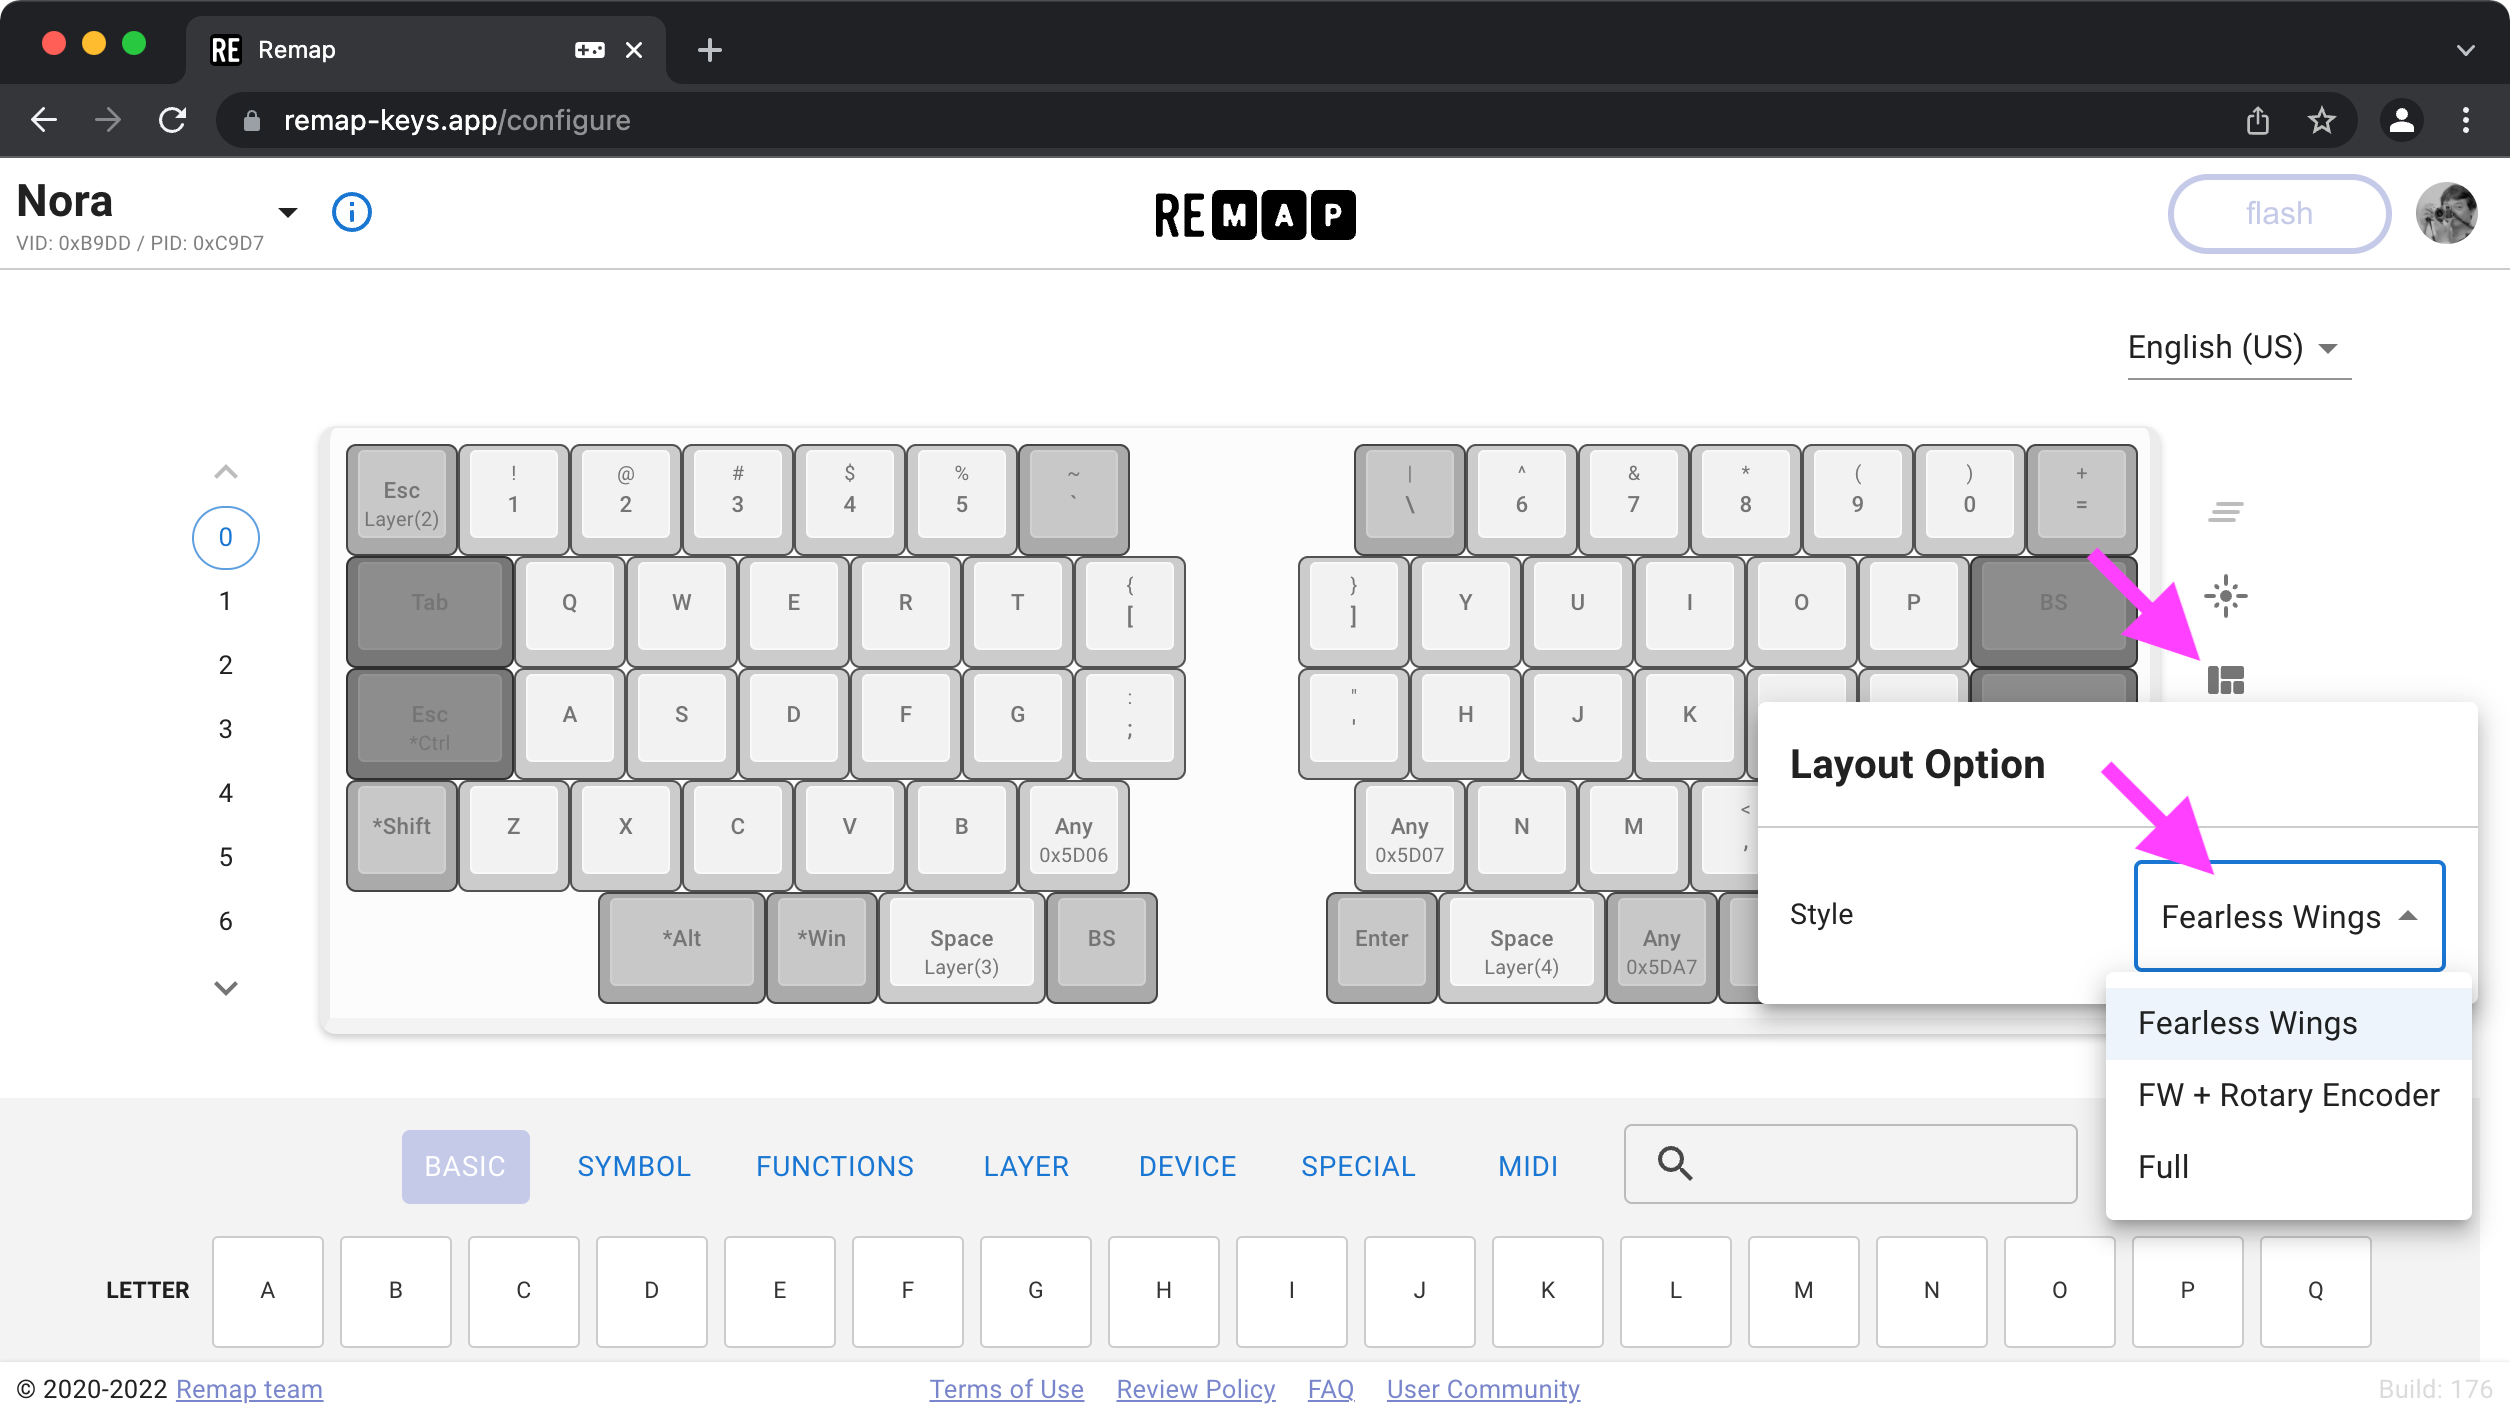 RE Remap
remap-keys.app/configure
Nora
VID: 0xB9DD / PID: 0xC9D7
REMAP
flash
English (US)
Esc ! @ # $ % ~ | ^ & * ( ) +
Layer(2) 1 2 3 4 5 ` \ 6 7 8 9 0 =
0
Tab Q W E R T { [ } ] Y U I O P BS
1
2
Esc A S D F G : ; " ' H J K
*Ctrl
3
Layout Option
4
*Shift Z X C V B Any N M < ,
0x5D06
Any
0x5D07
5
Style Fearless Wings
6
*Alt *Win Space BS Enter Space Any
Layer(3) Layer(4) 0x5DA7
Fearless Wings
FW + Rotary Encoder
Full
BASIC SYMBOL FUNCTIONS LAYER DEVICE SPECIAL MIDI
LETTER A B C D E F G H I J K L M N O P Q
© 2020-2022 Remap team Terms of Use Review Policy FAQ User Community Build: 176